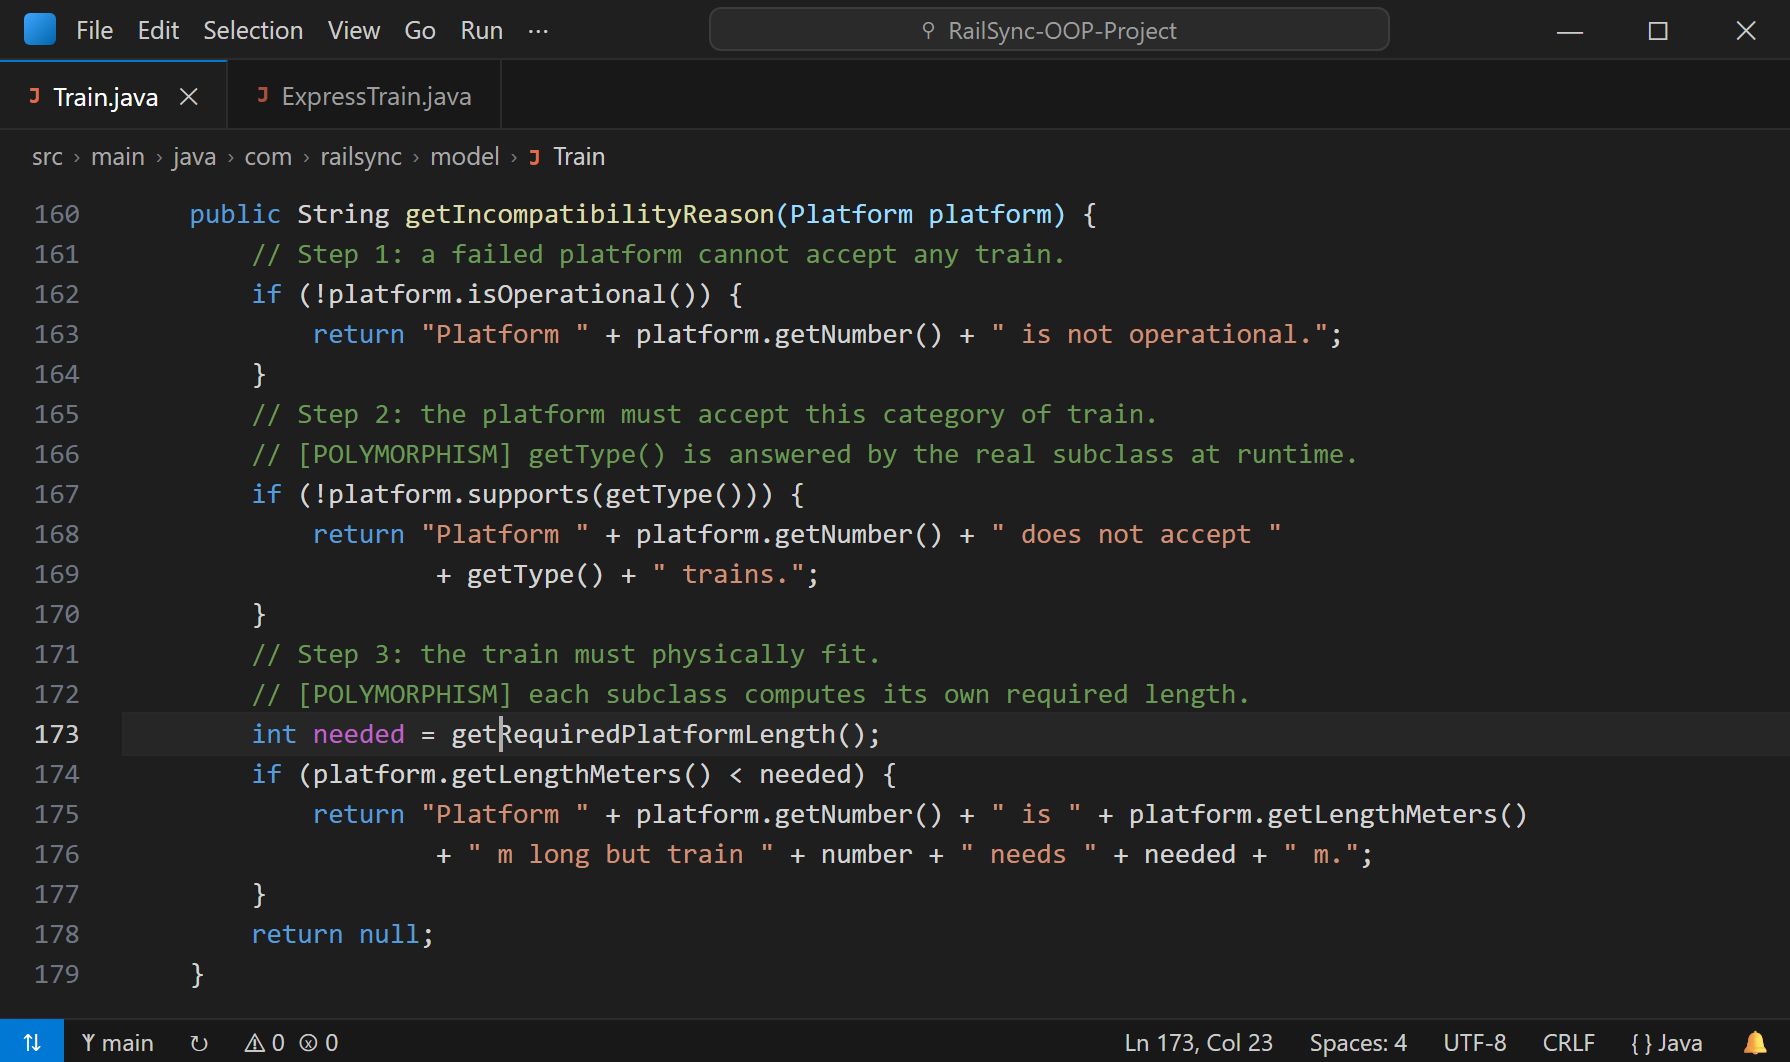 File Edit Selection View Go Run ···
RailSync-OOP-Project
J Train.java
J ExpressTrain.java
src › main › java › com › railsync › model › J Train
160 public String getIncompatibilityReason(Platform platform) {
161 // Step 1: a failed platform cannot accept any train.
162 if (!platform.isOperational()) {
163 return "Platform " + platform.getNumber() + " is not operational.";
164 }
165 // Step 2: the platform must accept this category of train.
166 // [POLYMORPHISM] getType() is answered by the real subclass at runtime.
167 if (!platform.supports(getType())) {
168 return "Platform " + platform.getNumber() + " does not accept "
169 + getType() + " trains.";
170 }
171 // Step 3: the train must physically fit.
172 // [POLYMORPHISM] each subclass computes its own required length.
173 int needed = getRequiredPlatformLength();
174 if (platform.getLengthMeters() < needed) {
175 return "Platform " + platform.getNumber() + " is " + platform.getLengthMeters()
176 + " m long but train " + number + " needs " + needed + " m.";
177 }
178 return null;
179 }
main 0 0 Ln 173, Col 23 Spaces: 4 UTF-8 CRLF { } Java